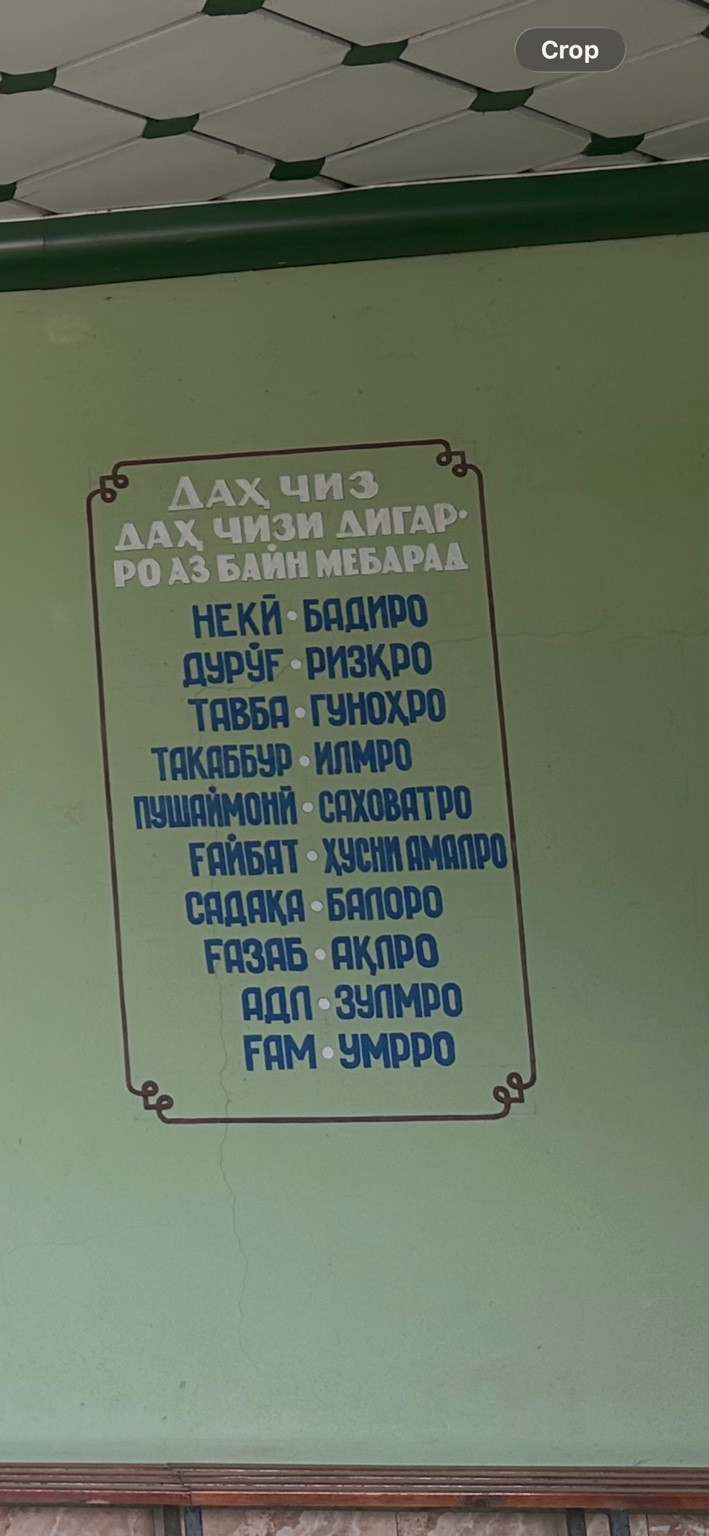 Crop
ДАҲ ЧИЗ
ДАҲ ЧИЗИ ДИГАР-
РО АЗ БАЙН МЕБАРАД
НЕКӢ • БАДИРО
ДУРӮҒ • РИЗҚРО
ТАВБА • ГУНОҲРО
ТАКАББУР • ИЛМРО
ПУШАЙМОНӢ • САХОВАТРО
ҒАЙБАТ • ҲУСНИ АМАЛРО
САДАҚА • БАЛОРО
ҒАЗАБ • АҚЛРО
АДЛ • ЗУЛМРО
ҒАМ • УМРРО